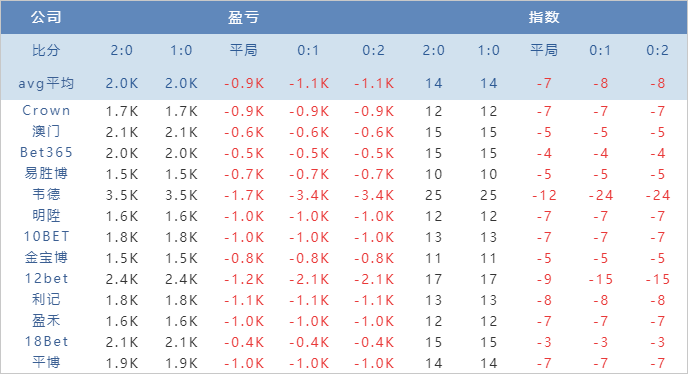 公司 盈亏 指数
比分 2:0 1:0 平局 0:1 0:2 2:0 1:0 平局 0:1 0:2
avg平均 2.0K 2.0K -0.9K -1.1K -1.1K 14 14 -7 -8 -8
Crown 1.7K 1.7K -0.9K -0.9K -0.9K 12 12 -7 -7 -7
澳门 2.1K 2.1K -0.6K -0.6K -0.6K 15 15 -5 -5 -5
Bet365 2.0K 2.0K -0.5K -0.5K -0.5K 15 15 -4 -4 -4
易胜博 1.5K 1.5K -0.7K -0.7K -0.7K 10 10 -5 -5 -5
韦德 3.5K 3.5K -1.7K -3.4K -3.4K 25 25 -12 -24 -24
明陞 1.6K 1.6K -1.0K -1.0K -1.0K 12 12 -7 -7 -7
10BET 1.8K 1.8K -1.0K -1.0K -1.0K 13 13 -7 -7 -7
金宝博 1.5K 1.5K -0.8K -0.8K -0.8K 11 11 -5 -5 -5
12bet 2.4K 2.4K -1.2K -2.1K -2.1K 17 17 -9 -15 -15
利记 1.8K 1.8K -1.1K -1.1K -1.1K 13 13 -8 -8 -8
盈禾 1.6K 1.6K -1.0K -1.0K -1.0K 12 12 -7 -7 -7
18Bet 2.1K 2.1K -0.4K -0.4K -0.4K 15 15 -3 -3 -3
平博 1.9K 1.9K -1.0K -1.0K -1.0K 14 14 -7 -7 -7